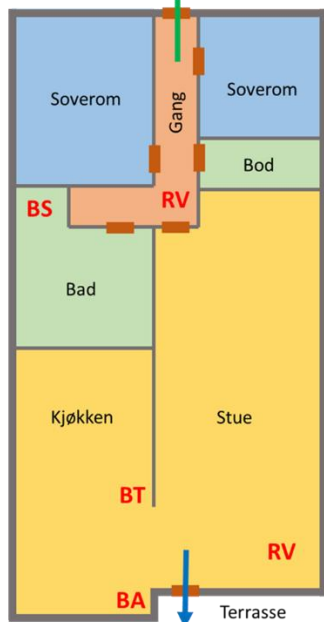 Soverom
Gang
Soverom
Bod
BS
RV
Bad
Kjøkken
Stue
BT
RV
BA
Terrasse